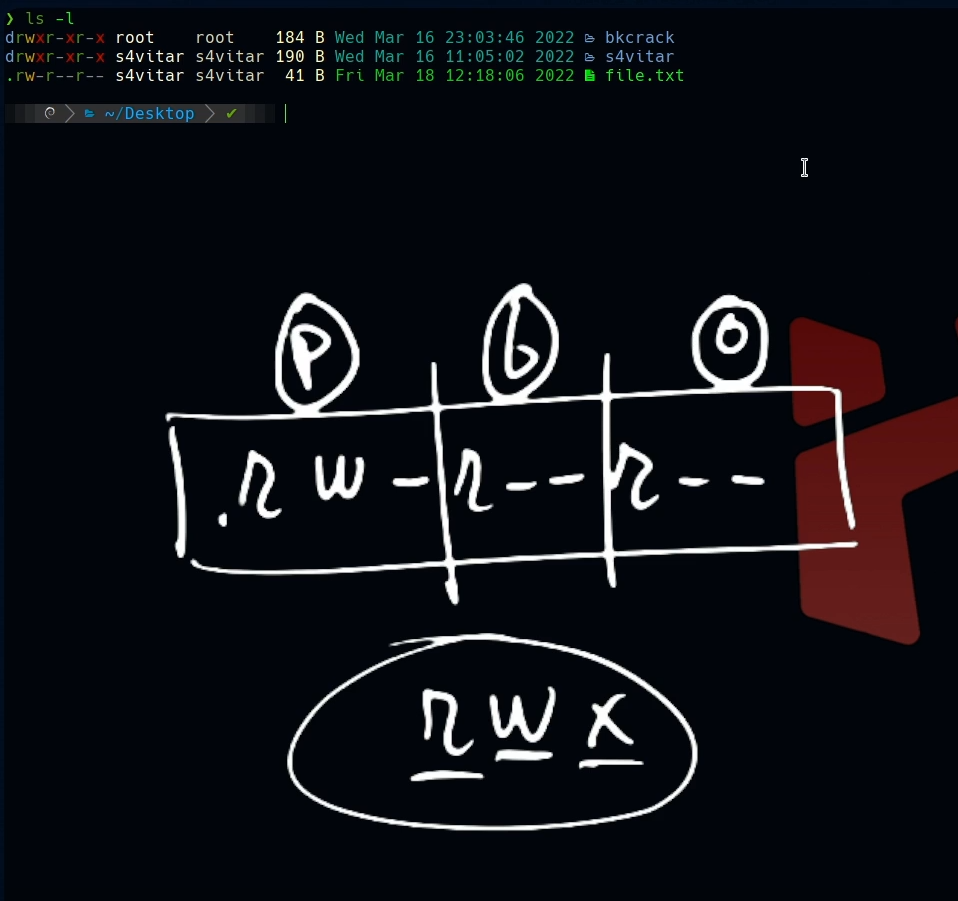 ❯ ls -l
drwxr-xr-x root    root    184 B Wed Mar 16 23:03:46 2022 bkcrack
drwxr-xr-x s4vitar s4vitar 190 B Wed Mar 16 11:05:02 2022 s4vitar
.rw-r--r-- s4vitar s4vitar  41 B Fri Mar 18 12:18:06 2022 file.txt
~/Desktop ✔
P G O
.rw-r--r--
rwx